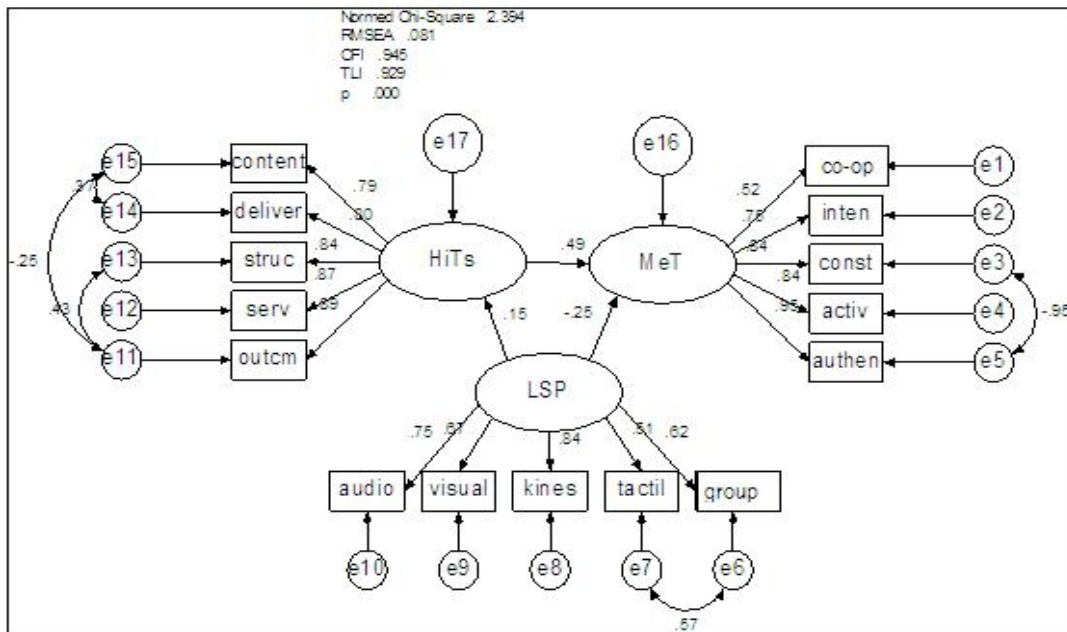 Normed Chi-Square 2.394
RMSEA .081
CFI .945
TLI .929
p .000
e17
e16
e15
content
co-op
e1
.37
.79
.52
e14
deliver
.80
.78
inten
e2
-.25
e13
struc
.84
HiTs
.49
MeT
.84
const
e3
.87
.84
.43
e12
serv
.89
.15
-.25
.95
activ
e4
-.95
e11
outcm
authen
e5
LSP
.75
.67
.84
.51
.62
audio
visual
kines
tactil
group
e10
e9
e8
e7
e6
.57